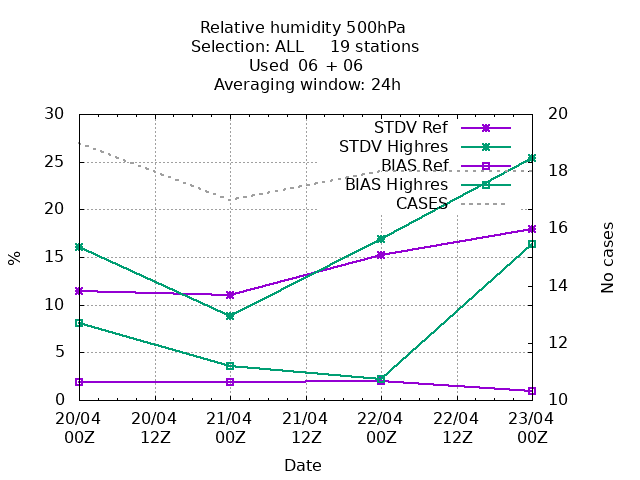 Relative humidity 500hPa
Selection: ALL 19 stations
Used 06 + 06
Averaging window: 24h
30
25
20
15
10
5
0
%
20
18
16
14
12
10
No cases
STDV Ref
STDV Highres
BIAS Ref
BIAS Highres
CASES
20/04 20/04 21/04 21/04 22/04 22/04 23/04
00Z 12Z 00Z 12Z 00Z 12Z 00Z
Date